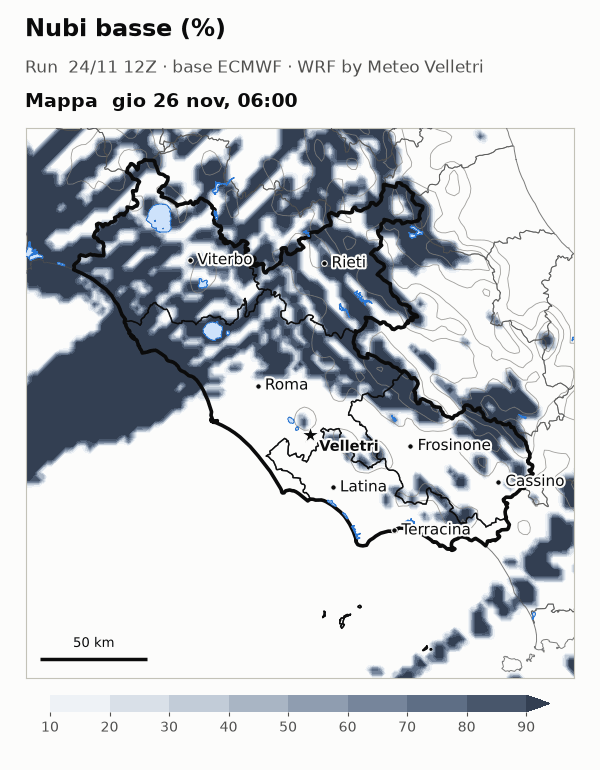 Nubi basse (%)
Run  24/11 12Z · base ECMWF · WRF by Meteo Velletri
Mappa  gio 26 nov, 06:00
Viterbo
Rieti
Roma
Velletri
Frosinone
Latina
Cassino
Terracina
50 km
10 20 30 40 50 60 70 80 90